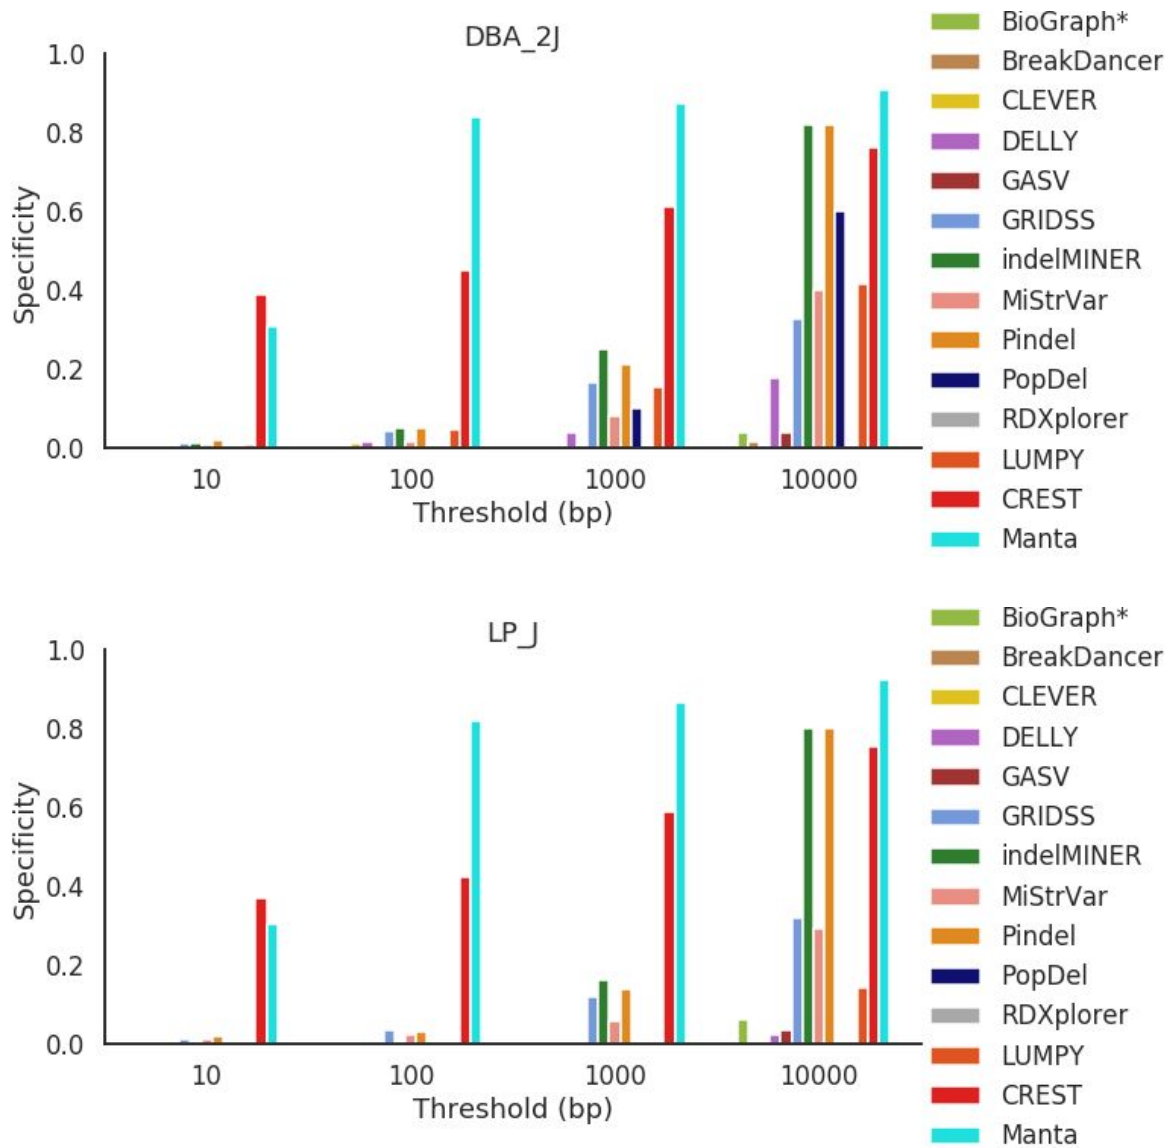 DBA_2J
1.0
0.8
0.6
0.4
0.2
0.0
Specificity
10 100 1000 10000
Threshold (bp)
BioGraph*
BreakDancer
CLEVER
DELLY
GASV
GRIDSS
indelMINER
MiStrVar
Pindel
PopDel
RDXplorer
LUMPY
CREST
Manta
LP_J
1.0
0.8
0.6
0.4
0.2
0.0
Specificity
10 100 1000 10000
Threshold (bp)
BioGraph*
BreakDancer
CLEVER
DELLY
GASV
GRIDSS
indelMINER
MiStrVar
Pindel
PopDel
RDXplorer
LUMPY
CREST
Manta